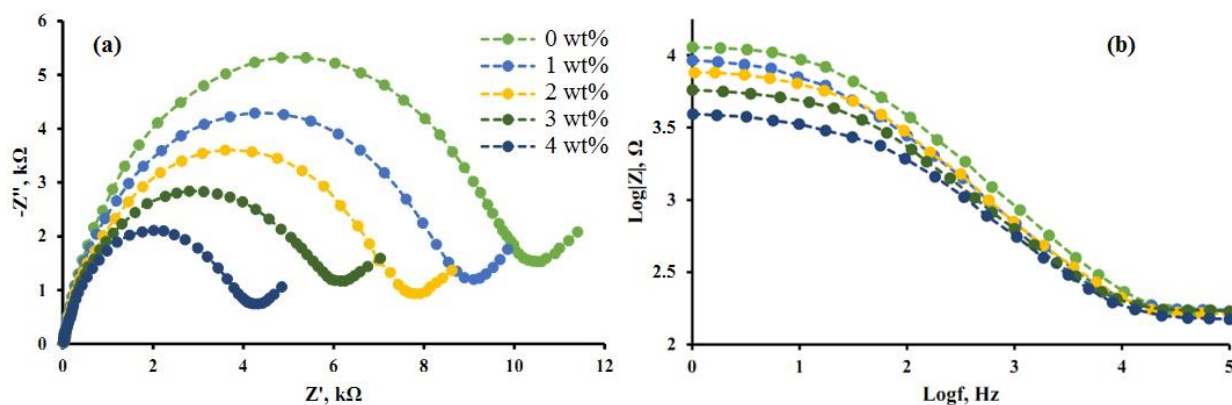 (a)
-Z", kΩ
6
5
4
3
2
1
0
0 2 4 6 8 10 12
Z', kΩ
0 wt%
1 wt%
2 wt%
3 wt%
4 wt%
(b)
Log|Z|, Ω
4
3.5
3
2.5
2
0 1 2 3 4 5
Logf, Hz